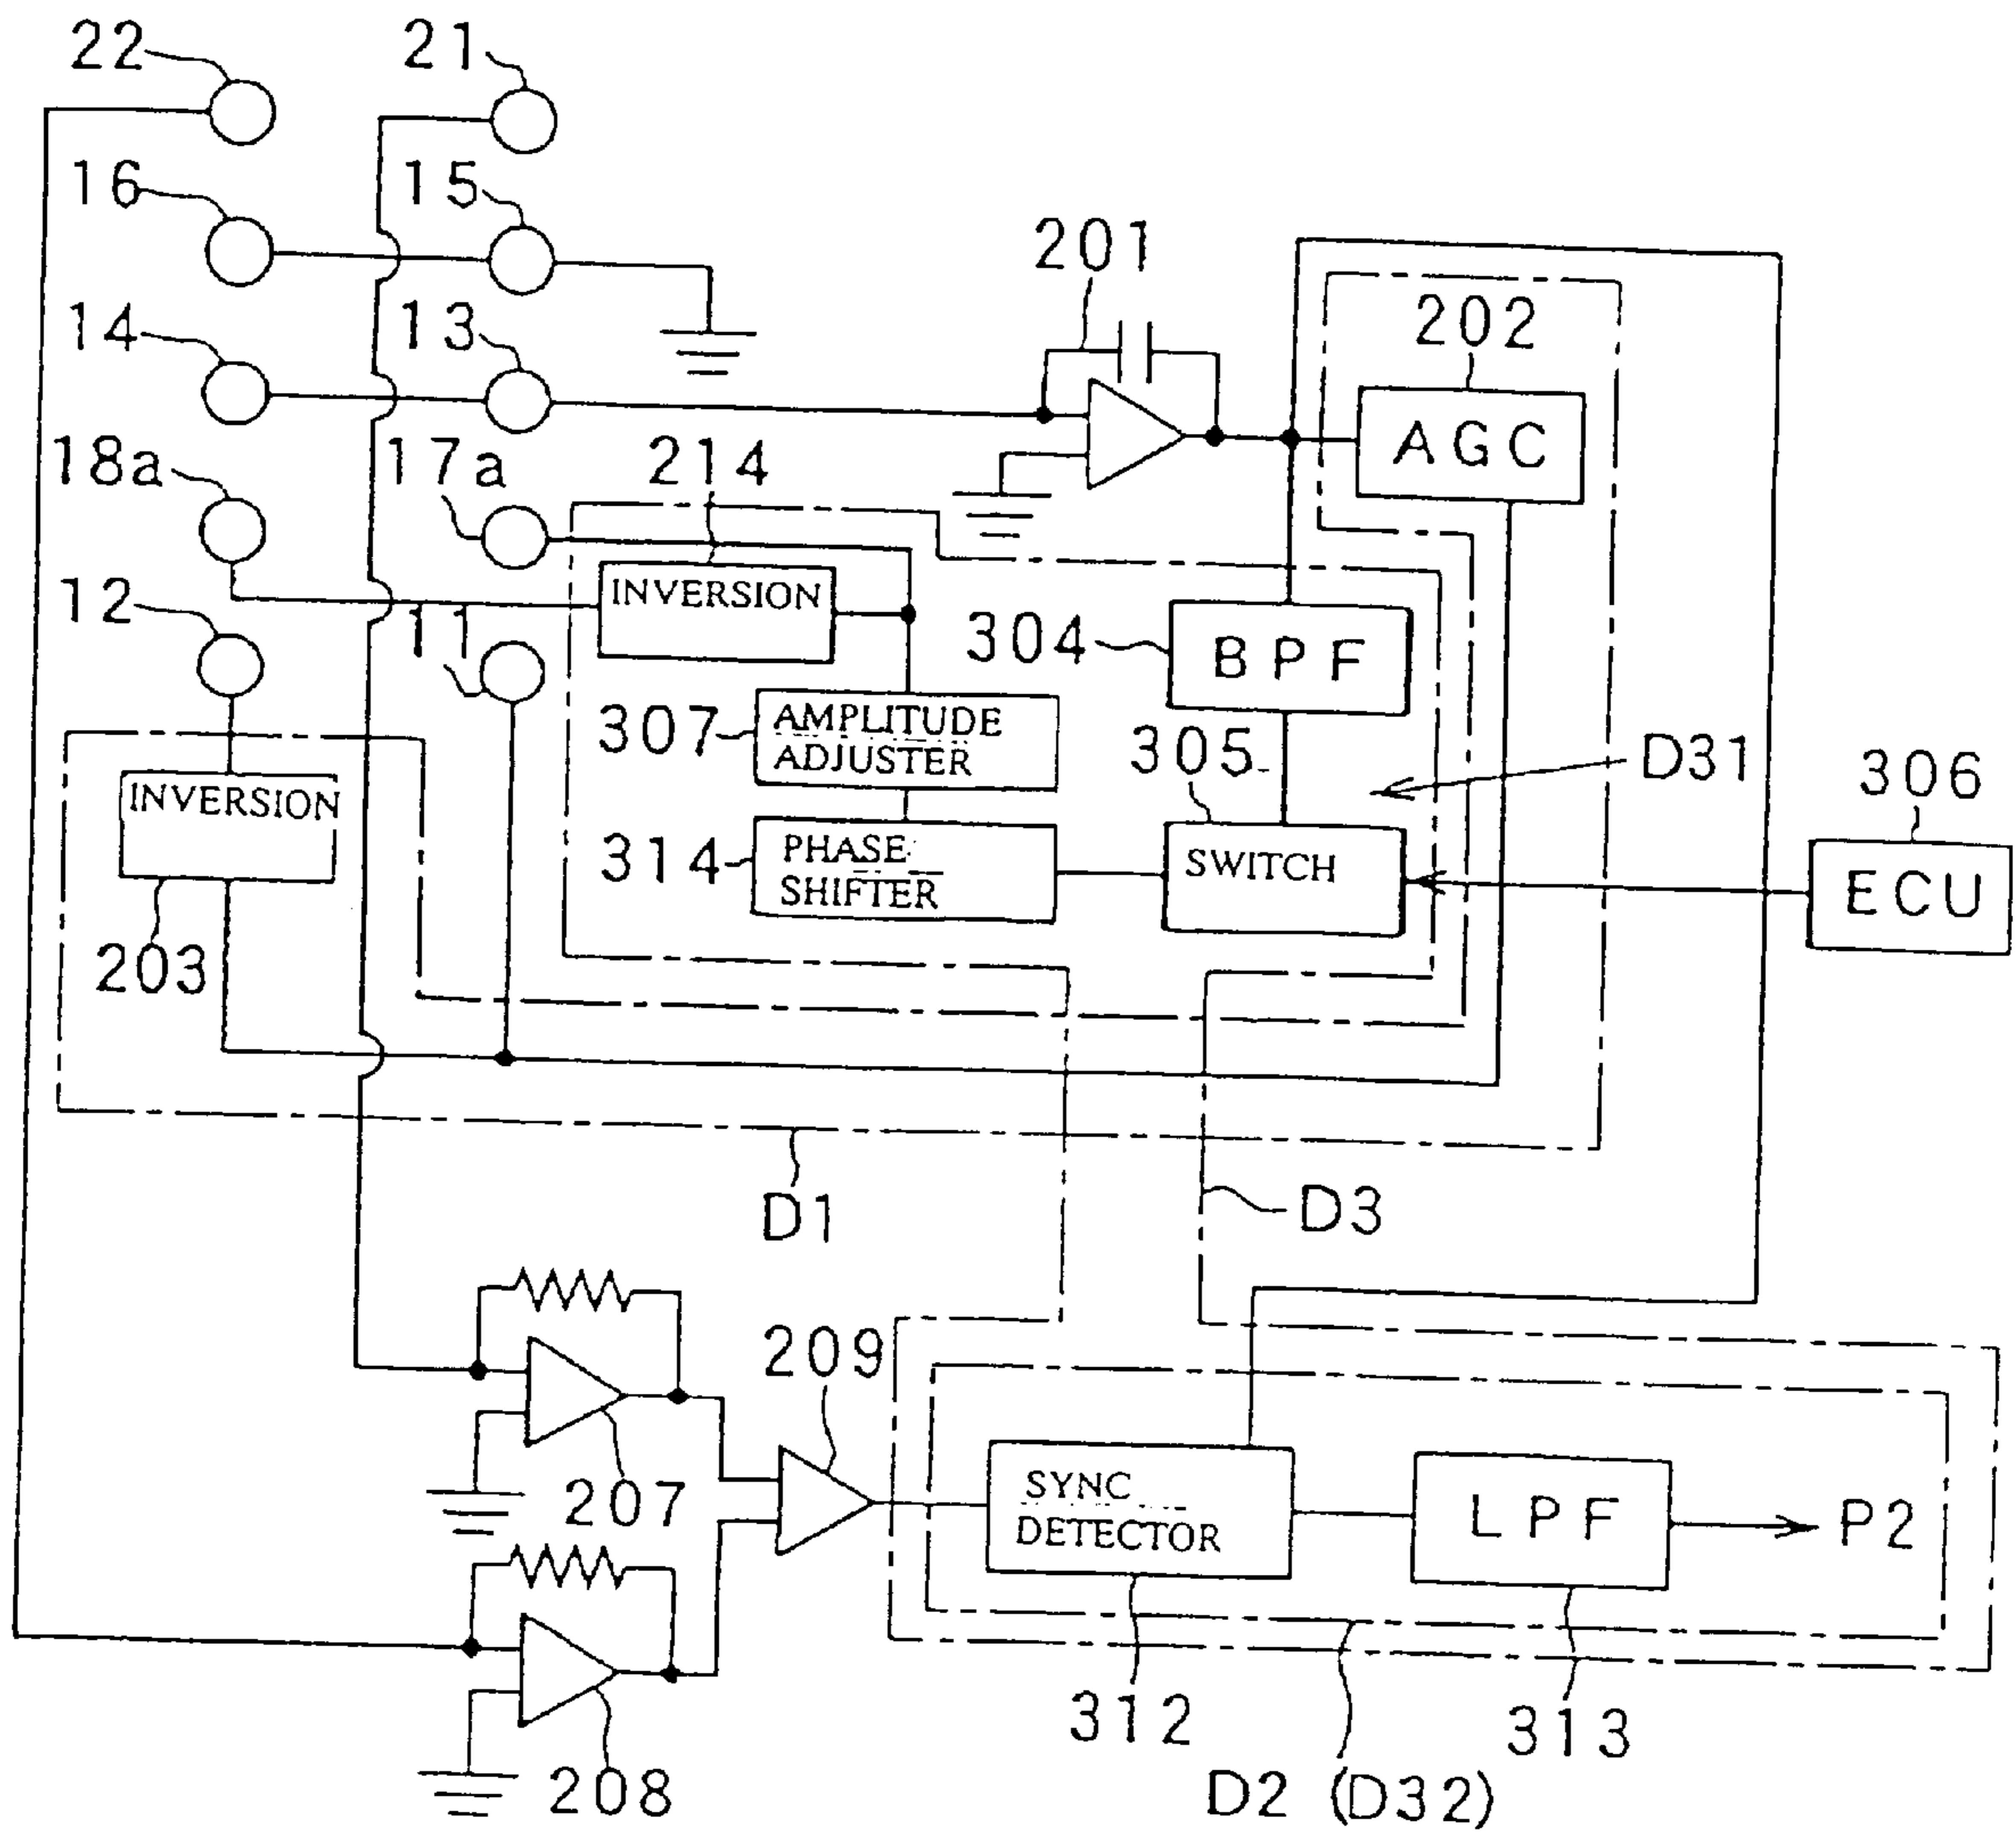 22
21
16
15
201
14
13
202
AGC
18a
17a
214
INVERSION
12
11
304
BPF
307
AMPLITUDE
ADJUSTER
305
D31
306
INVERSION
314
PHASE
SHIFTER
SWITCH
ECU
203
D1
D3
209
207
SYNC
DETECTOR
LPF
P2
312
313
208
D2 (D32)